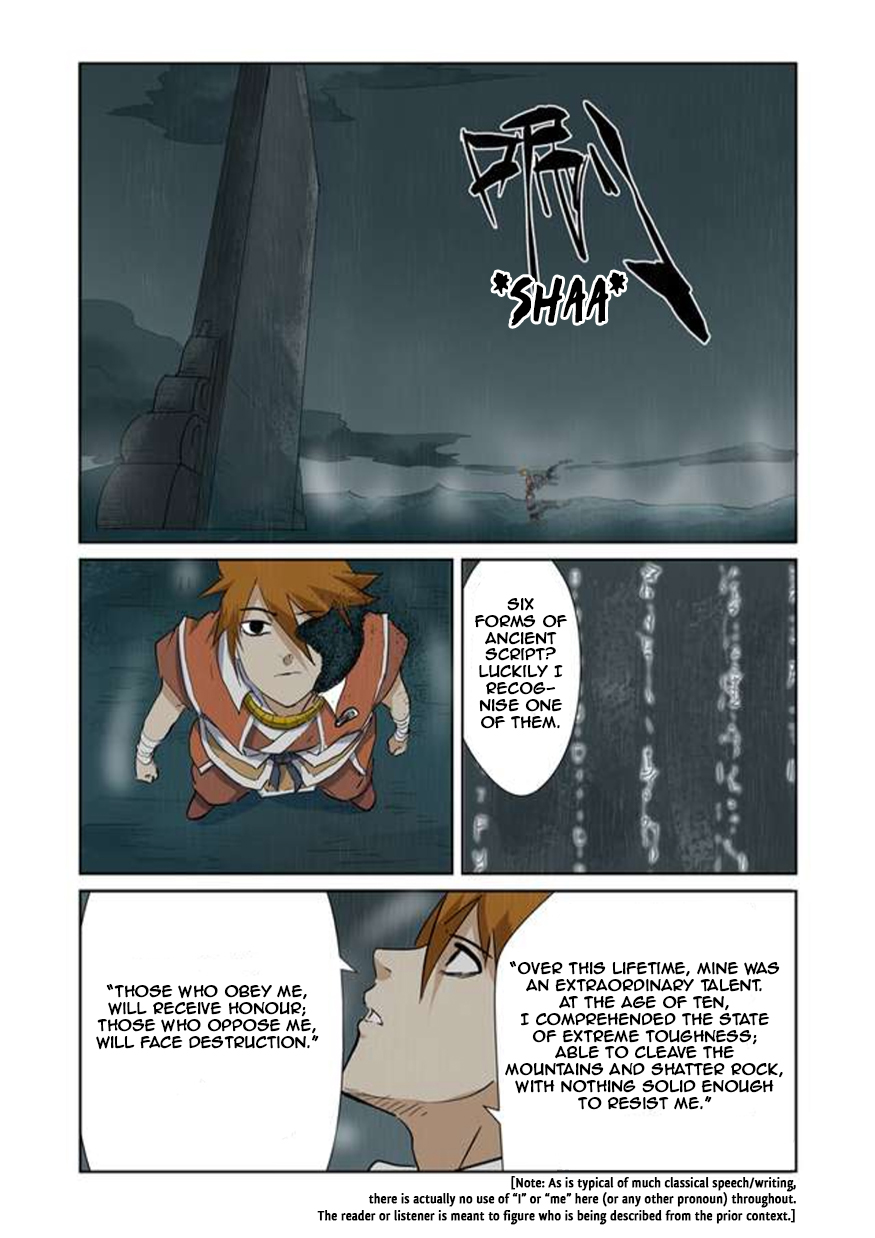 唰
*SHAA*
SIX
FORMS OF
ANCIENT
SCRIPT?
LUCKILY I
RECOG-
NISE ONE
OF THEM.
"THOSE WHO OBEY ME,
WILL RECEIVE HONOUR;
THOSE WHO OPPOSE ME,
WILL FACE DESTRUCTION."
"OVER THIS LIFETIME, MINE WAS
AN EXTRAORDINARY TALENT.
AT THE AGE OF TEN,
I COMPREHENDED THE STATE
OF EXTREME TOUGHNESS;
ABLE TO CLEAVE THE
MOUNTAINS AND SHATTER ROCK,
WITH NOTHING SOLID ENOUGH
TO RESIST ME."
[Note: As is typical of much classical speech/writing,
there is actually no use of "I" or "me" here (or any other pronoun) throughout.
The reader or listener is meant to figure who is being described from the prior context.]